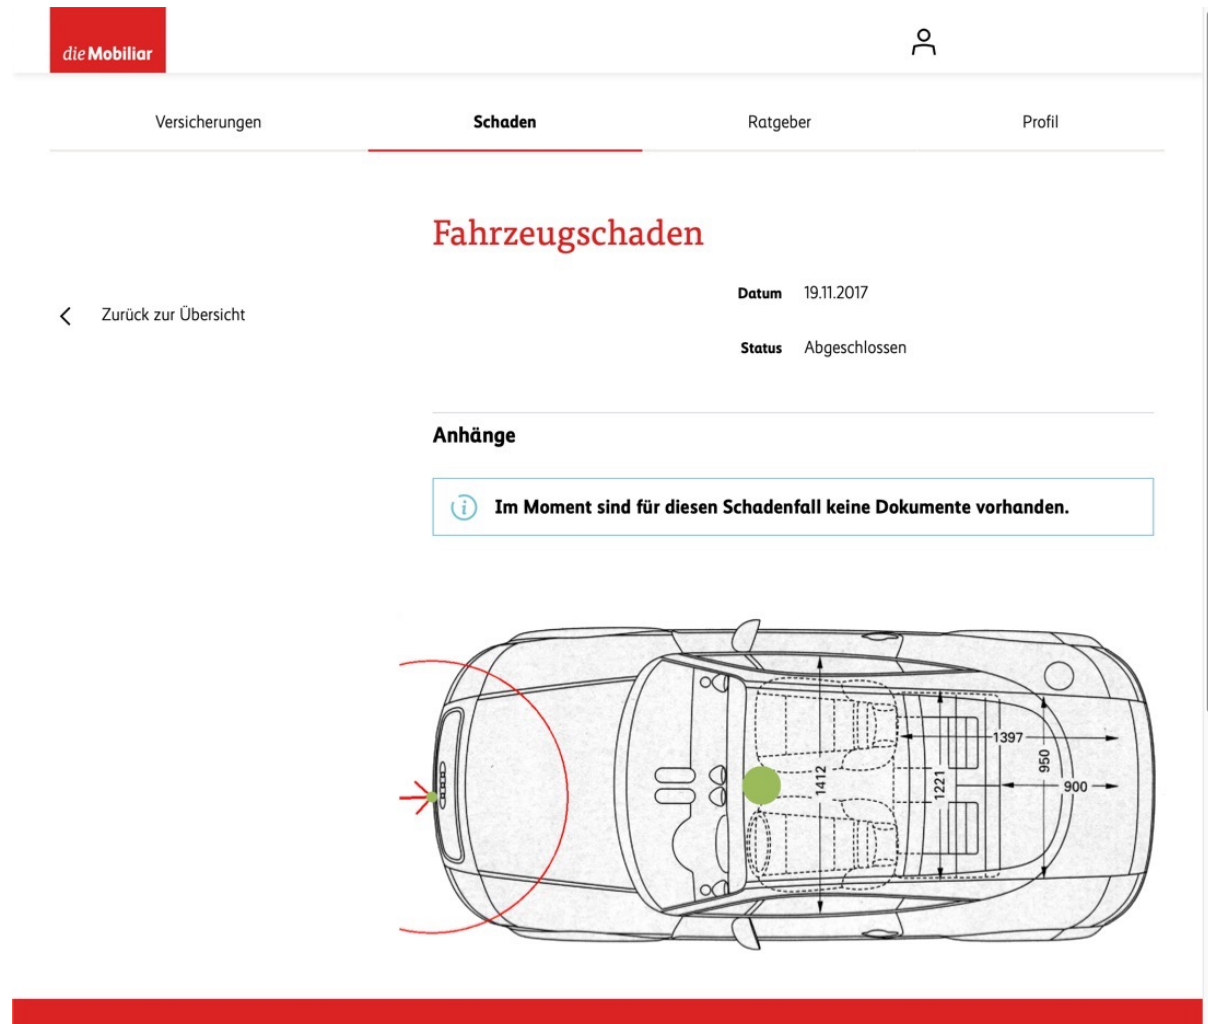 die Mobiliar
Versicherungen
Schaden
Ratgeber
Profil
Fahrzeugschaden
Datum 19.11.2017
Zurück zur Übersicht
Status Abgeschlossen
Anhänge
Im Moment sind für diesen Schadenfall keine Dokumente vorhanden.
1397
950
1412
1221
900